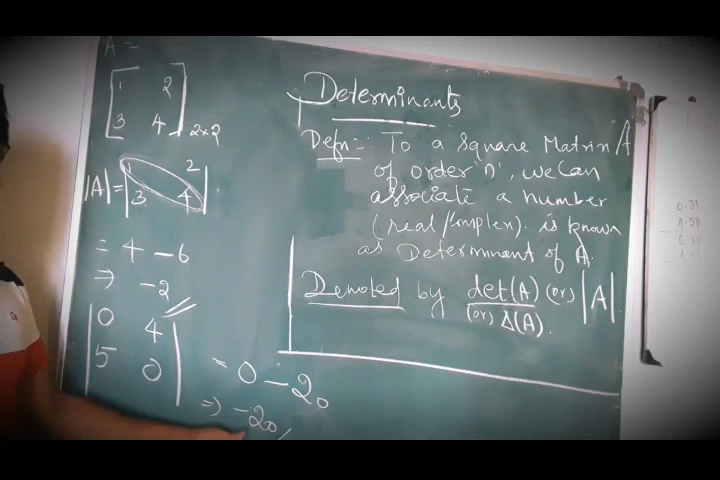 A =
1 2
3 4 2×2
|A| = 1 2
3 4
= 4 - 6
⇒ -2
0 4
5 0
= 0 - 20
⇒ -20
Determinants
Defn:- To a Square Matrix "A
of order 'n', we Can
associate a number
(real/Complex). is known
as Determinant of A.
Denoted by det(A) (or) |A|
(or) Δ(A).
0.31